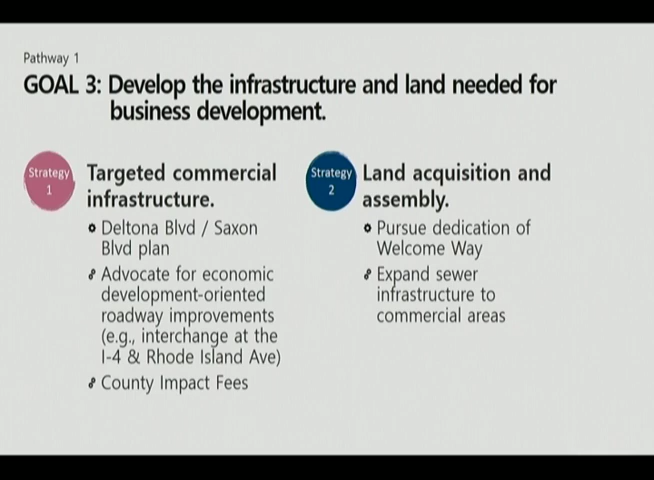 Pathway 1
GOAL 3: Develop the infrastructure and land needed for
business development.
Strategy
1
Targeted commercial
infrastructure.
Deltona Blvd / Saxon
Blvd plan
Advocate for economic
development-oriented
roadway improvements
(e.g., interchange at the
I-4 & Rhode Island Ave)
County Impact Fees
Strategy
2
Land acquisition and
assembly.
Pursue dedication of
Welcome Way
Expand sewer
infrastructure to
commercial areas